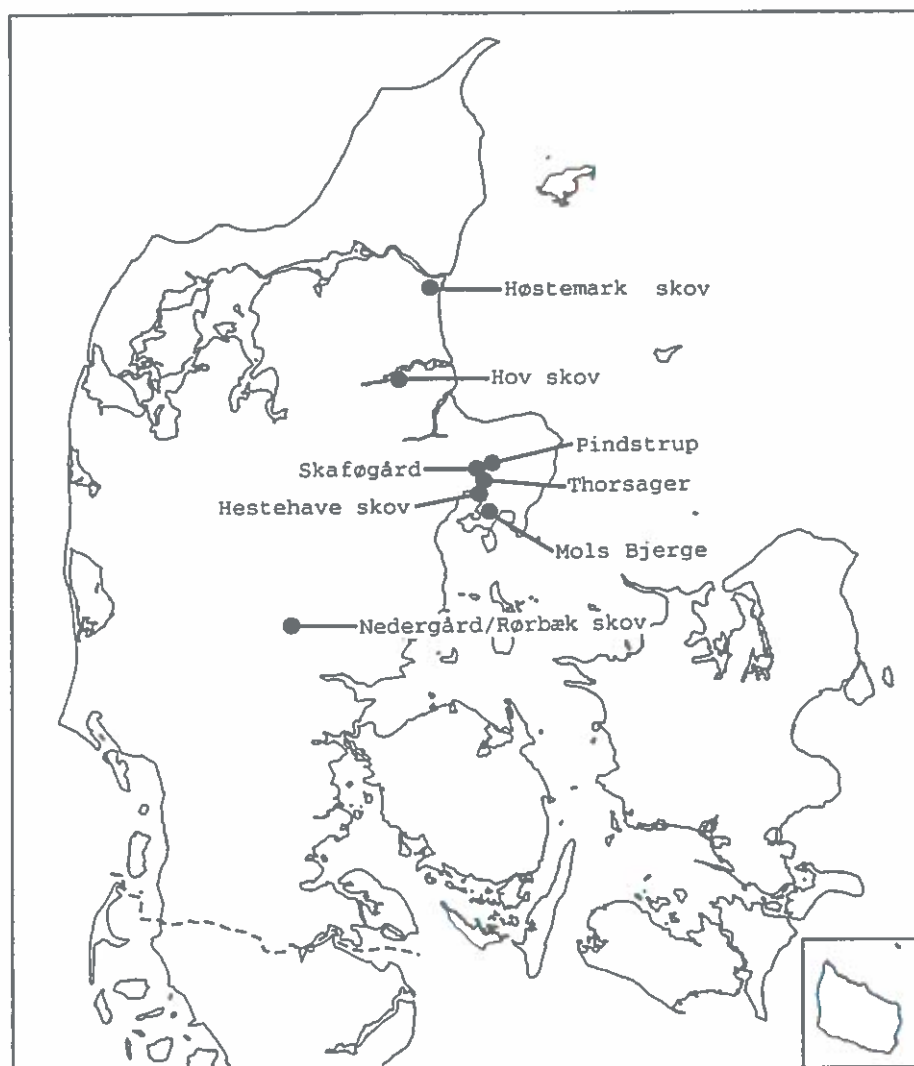 Høstemark skov
Hov skov
Pindstrup
Skaføgård
Thorsager
Hestehave skov
Mols Bjerge
Nedergård/Rørbæk skov